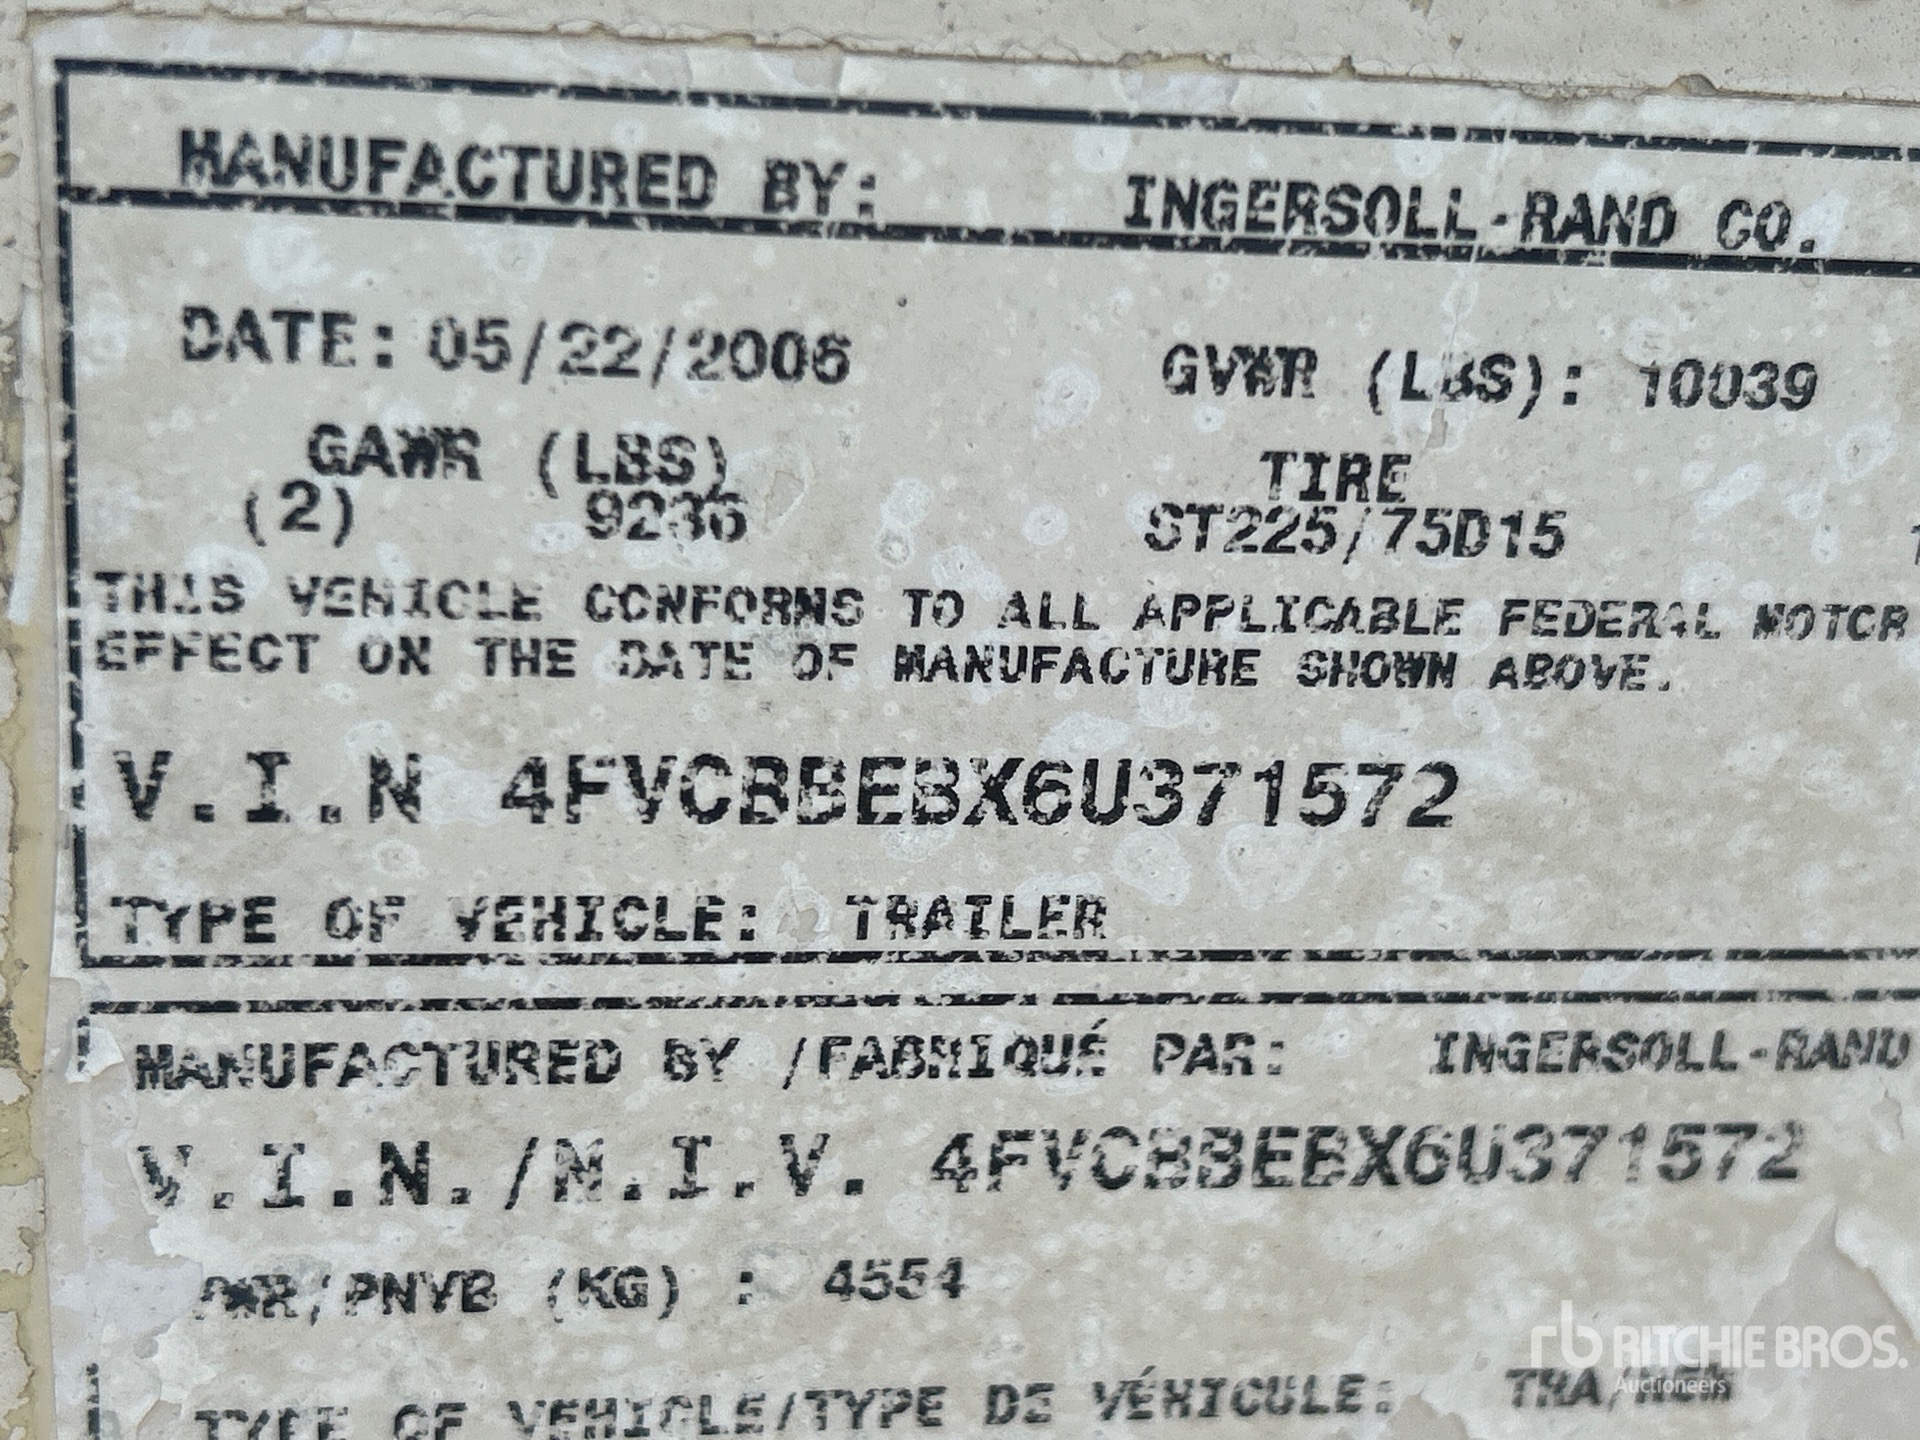 MANUFACTURED BY: INGERSOLL-RAND CO.
DATE: 05/22/2006 GVWR (LBS): 10039
GAWR (LBS) TIRE
(2) 9236 ST225/75D15
THIS VEHICLE CONFORMS TO ALL APPLICABLE FEDERAL MOTOR
EFFECT ON THE DATE OF MANUFACTURE SHOWN ABOVE.
V.I.N 4FVCBBEBX6U371572
TYPE OF VEHICLE: TRAILER
MANUFACTURED BY /FABRIQUÉ PAR: INGERSOLL-RAND
V.I.N./N.I.V. 4FVCBBEBX6U371572
/PNVB (KG) : 4554
TYPE OF VEHICLE/TYPE DE VÉHICULE:
rb RITCHIE BROS.
Auctioneers